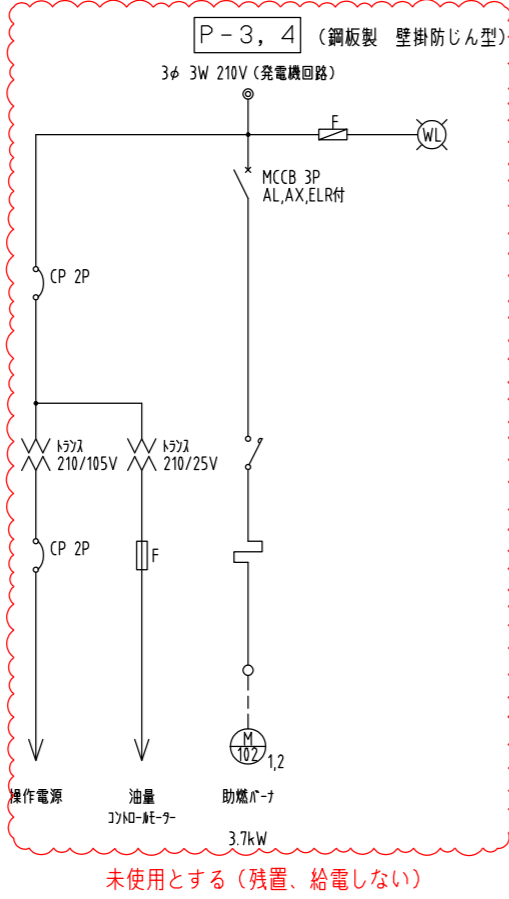 P-3, 4 (鋼板製 壁掛防じん型)
3φ 3W 210V (発電機回路)
F
WL
MCCB 3P
AL,AX,ELR付
CP 2P
トランス
210/105V
トランス
210/25V
CP 2P
F
M
102
1,2
操作電源
油量
コントロールモーター
助燃バーナ
3.7kW
未使用とする（残置、給電しない）